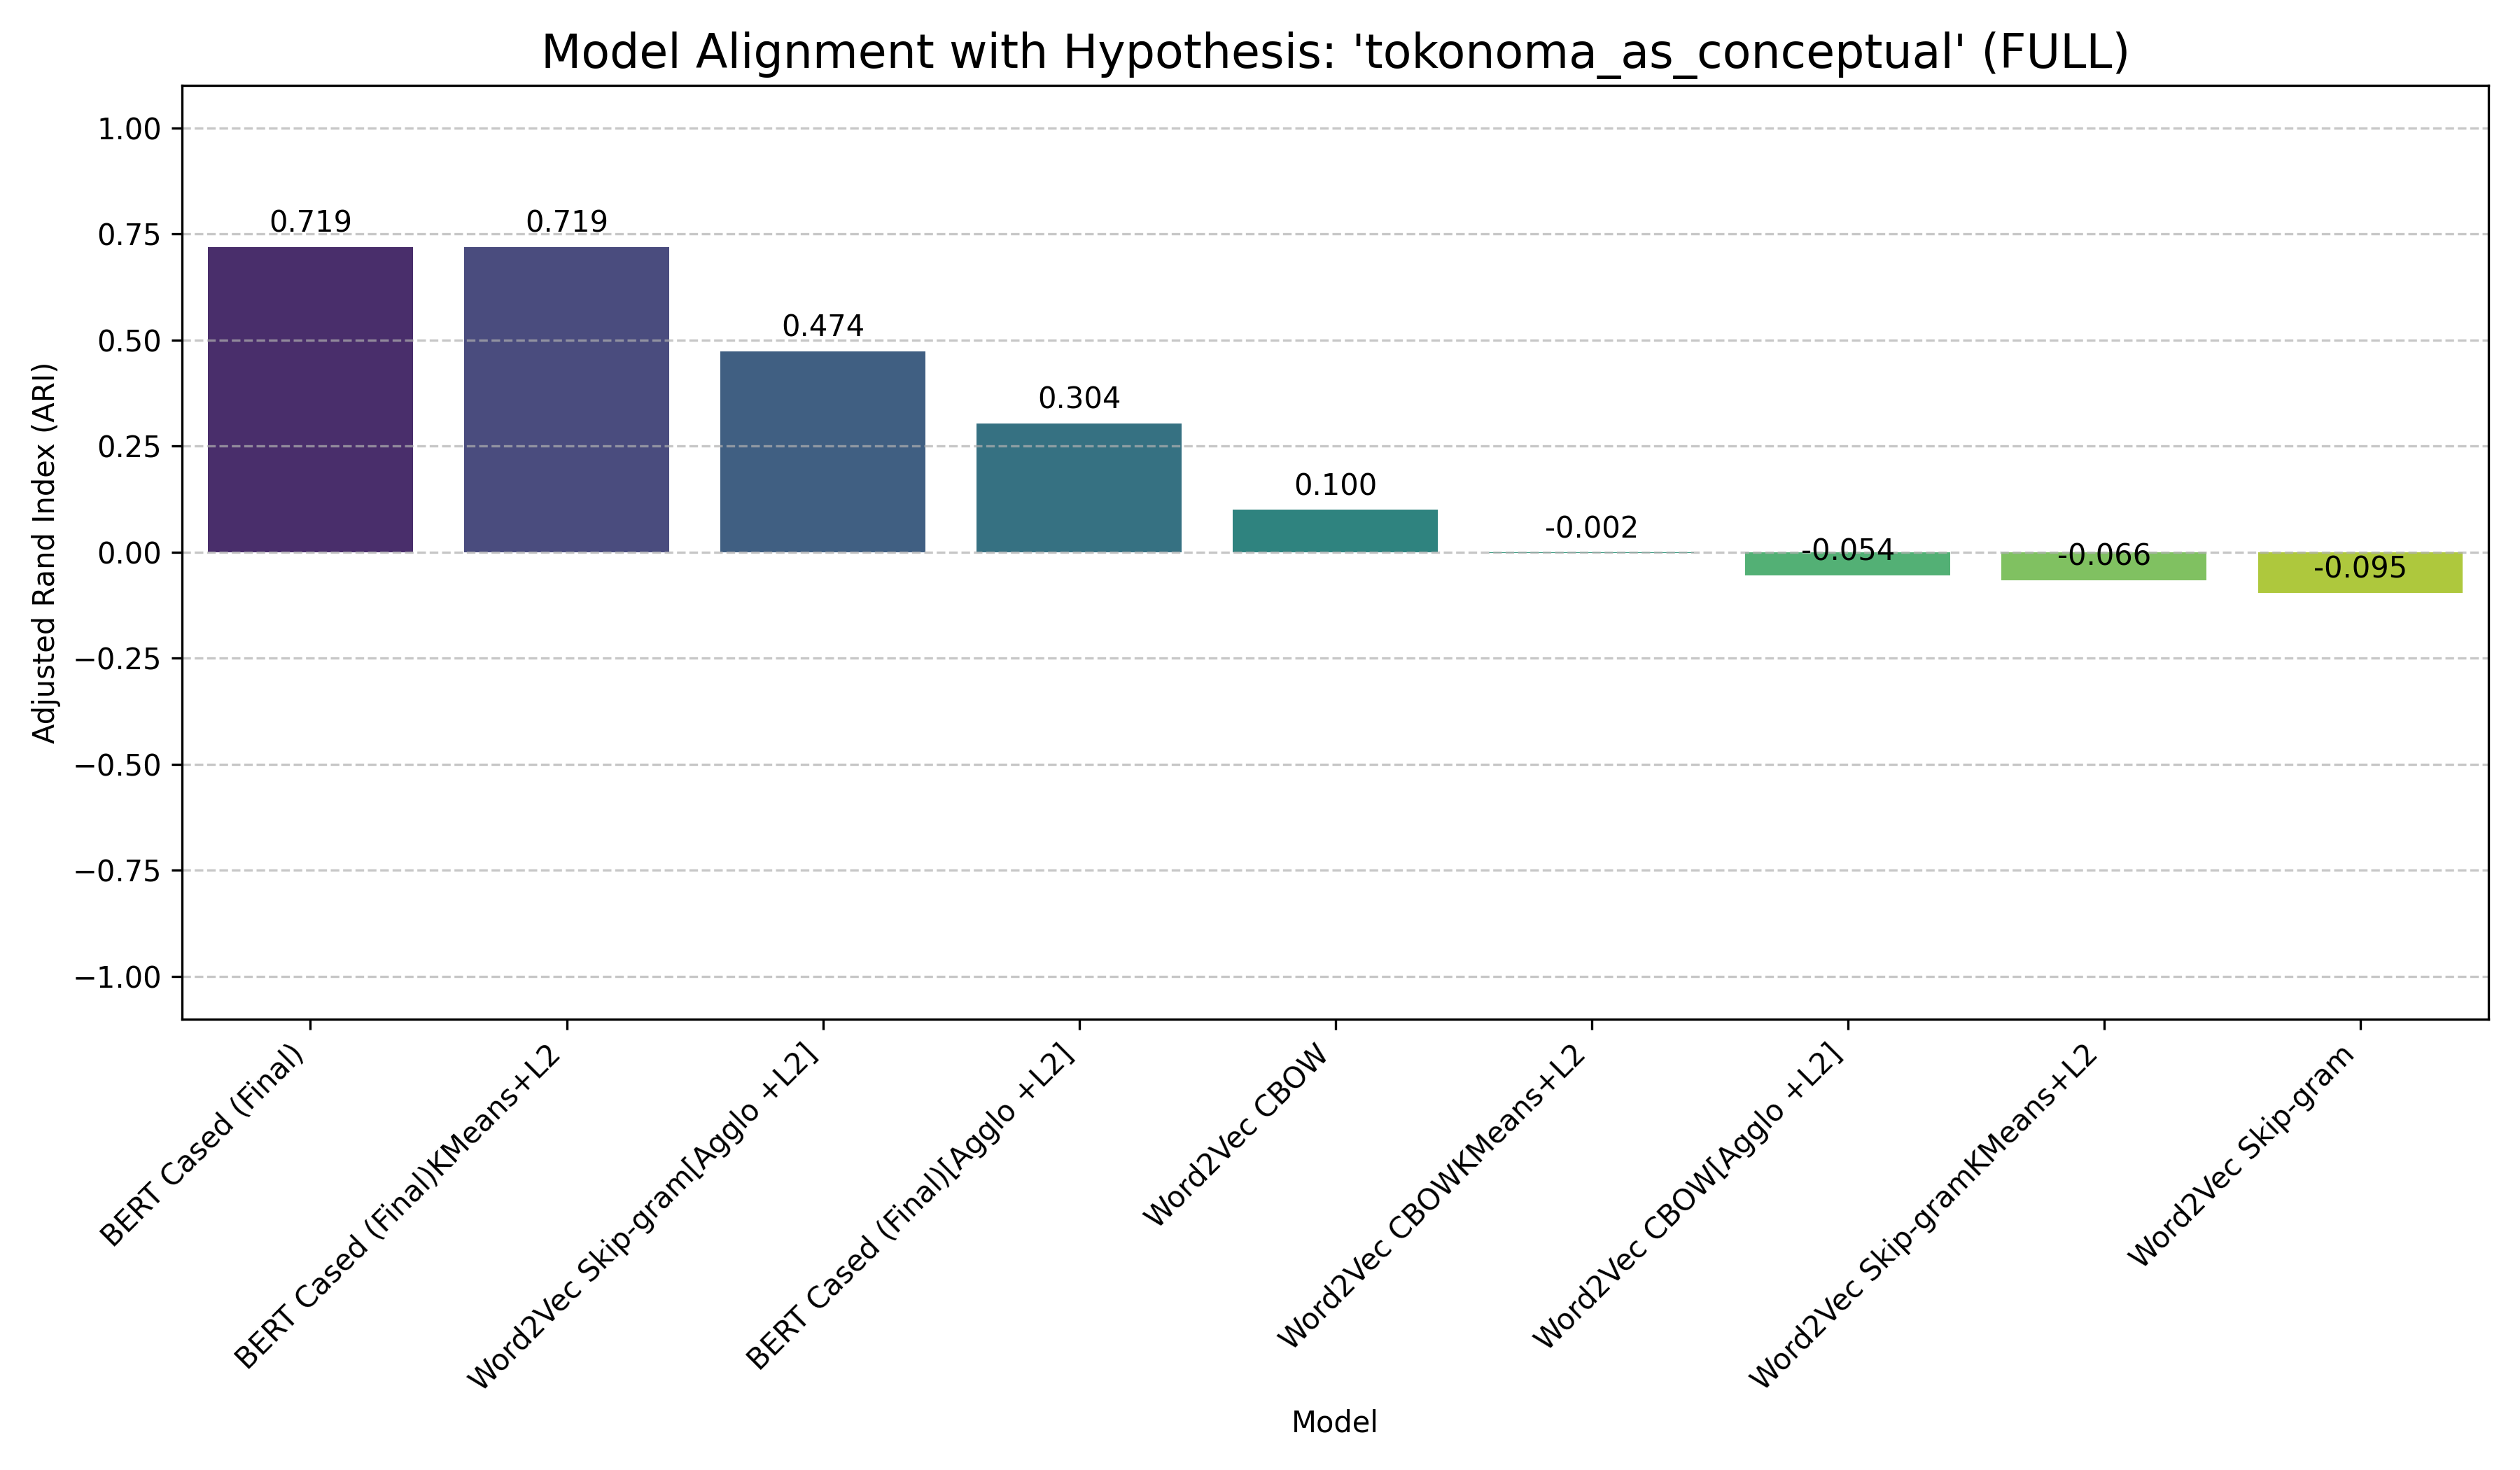 Model Alignment with Hypothesis: 'tokonoma_as_conceptual' (FULL)
Adjusted Rand Index (ARI)
1.00
0.75
0.50
0.25
0.00
−0.25
−0.50
−0.75
−1.00
0.719
0.719
0.474
0.304
0.100
-0.002
-0.054
-0.066
-0.095
BERT Cased (Final)
BERT Cased (Final)KMeans+L2
Word2Vec Skip-gram[Agglo +L2]
BERT Cased (Final)[Agglo +L2]
Word2Vec CBOW
Word2Vec CBOWKMeans+L2
Word2Vec CBOW[Agglo +L2]
Word2Vec Skip-gramKMeans+L2
Word2Vec Skip-gram
Model